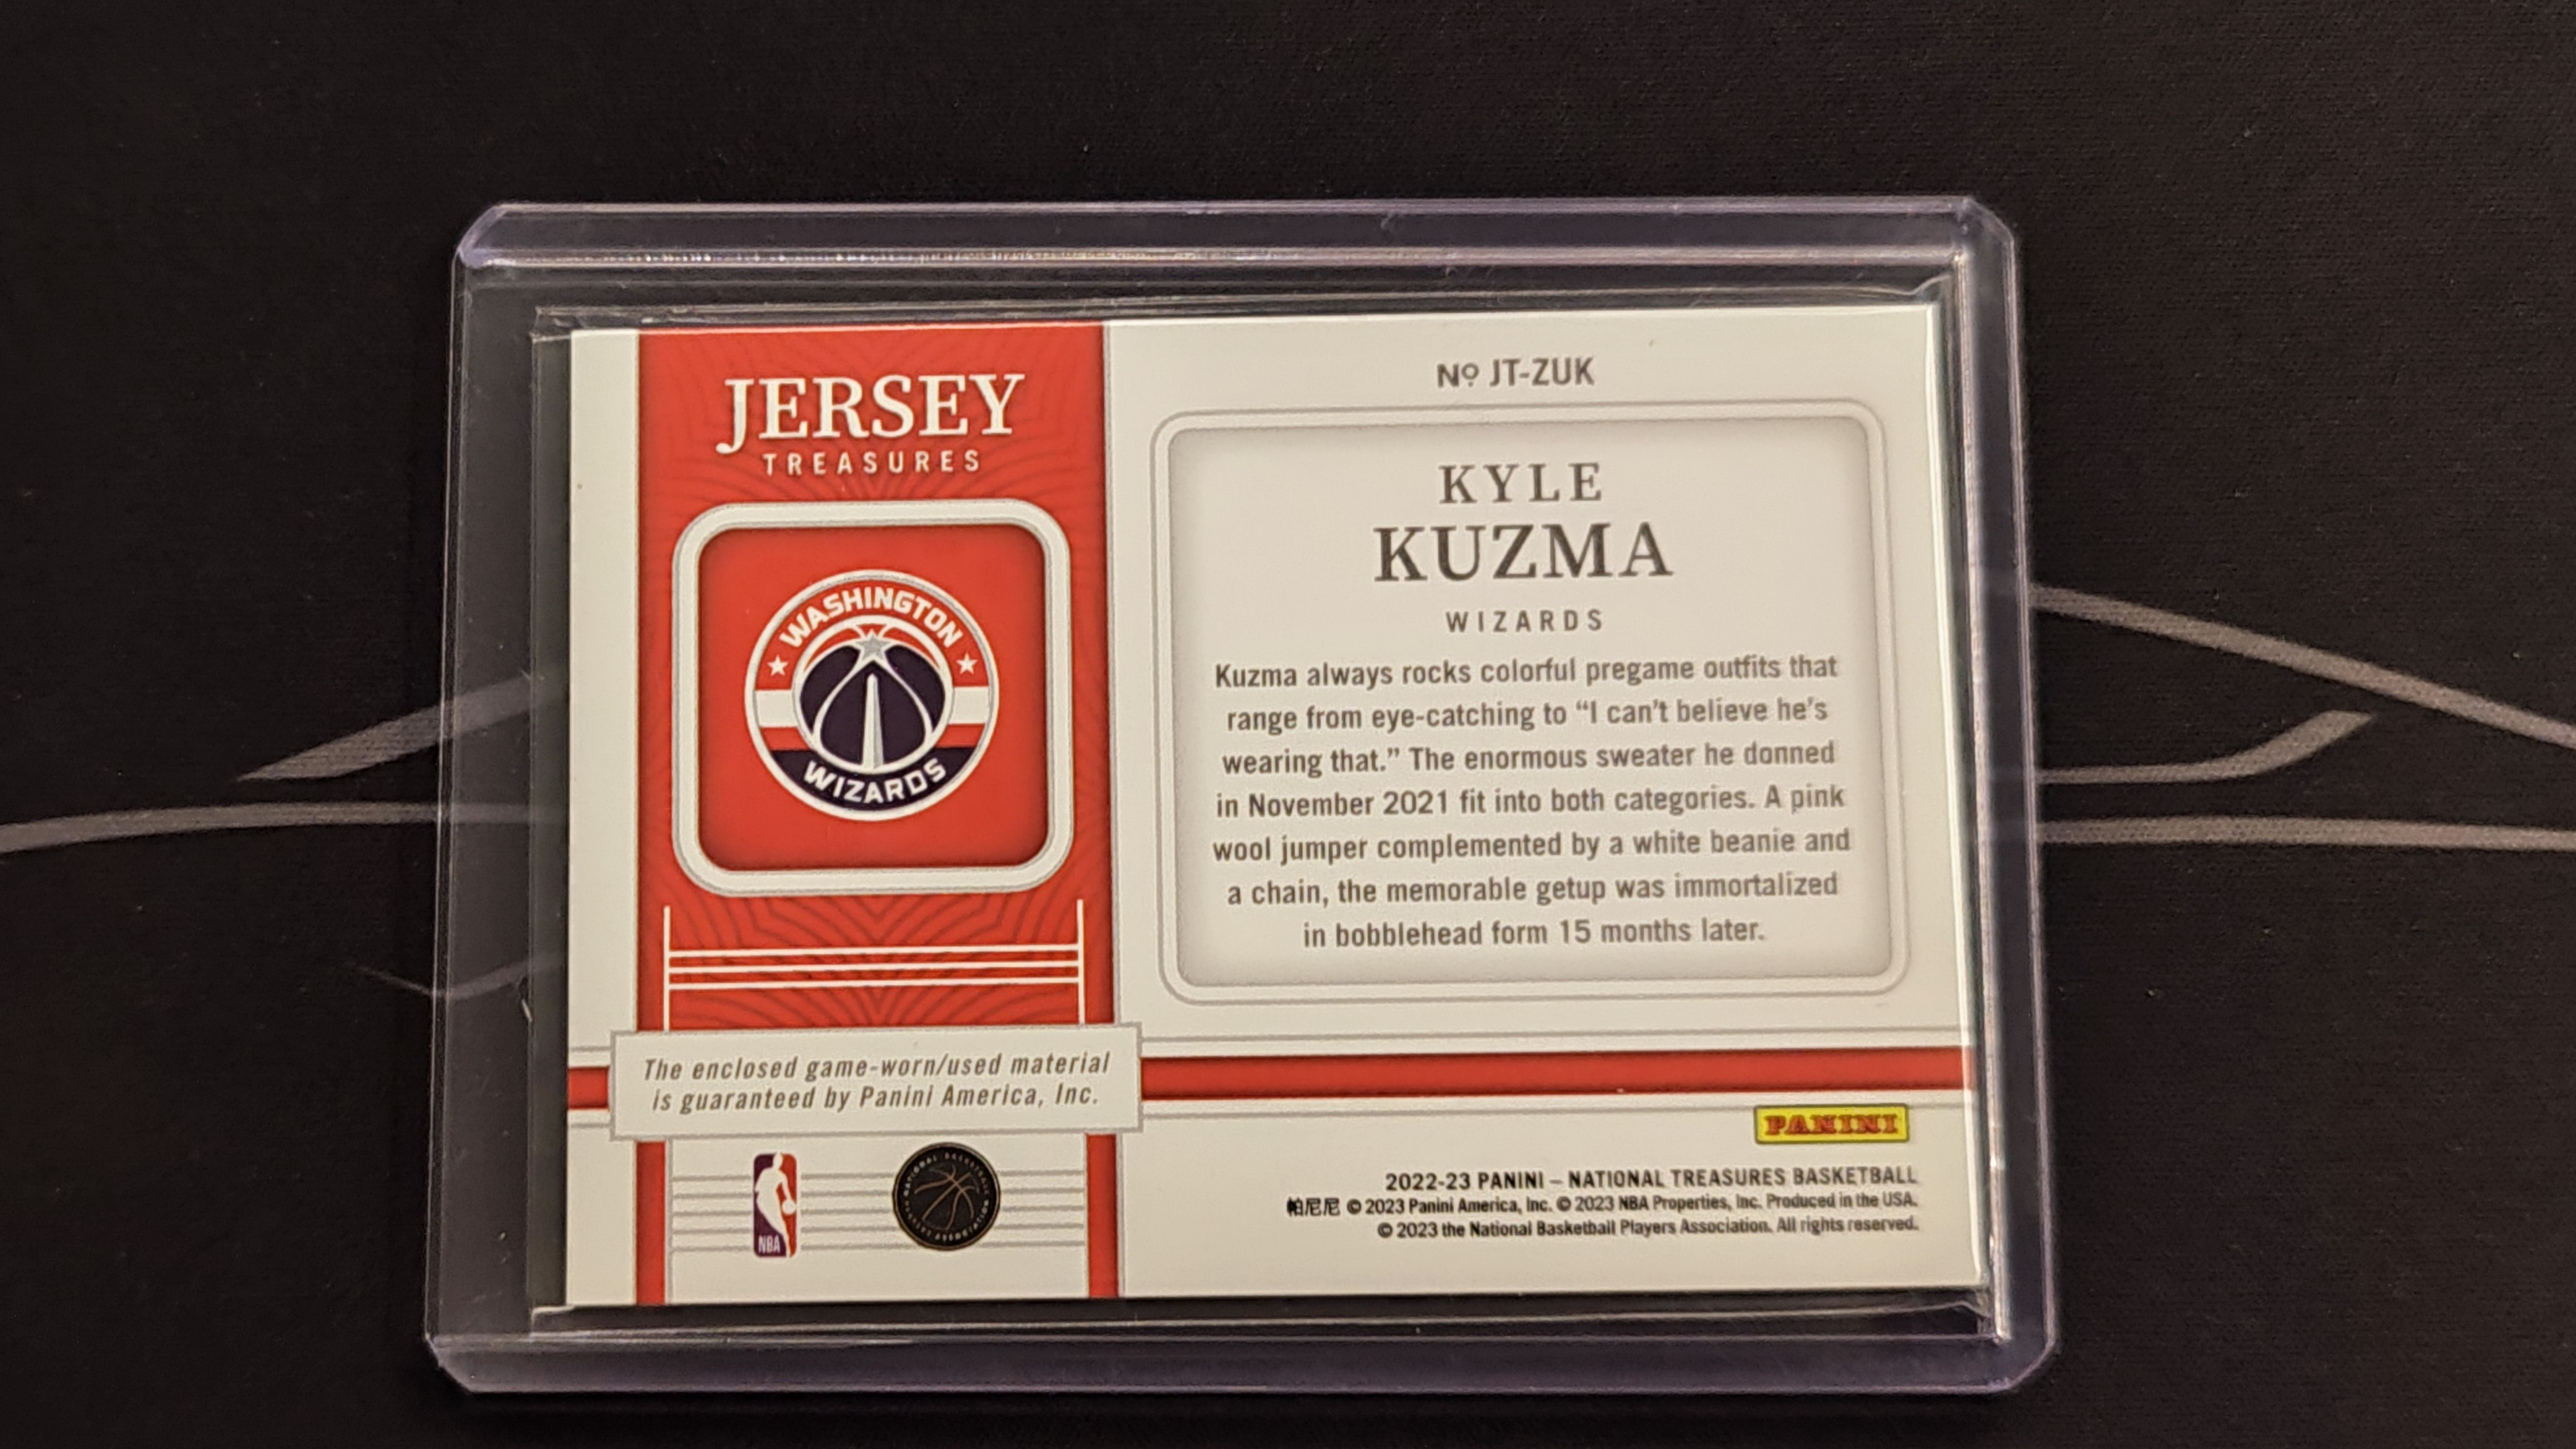 JERSEY
TREASURES
WASHINGTON
WIZARDS
The enclosed game-worn/used material
is guaranteed by Panini America, Inc.
NBA
Nº JT-ZUK
KYLE
KUZMA
WIZARDS
Kuzma always rocks colorful pregame outfits that
range from eye-catching to “I can’t believe he’s
wearing that.” The enormous sweater he donned
in November 2021 fit into both categories. A pink
wool jumper complemented by a white beanie and
a chain, the memorable getup was immortalized
in bobblehead form 15 months later.
PANINI
2022-23 PANINI – NATIONAL TREASURES BASKETBALL
帕尼尼 © 2023 Panini America, Inc. © 2023 NBA Properties, Inc. Produced in the USA.
© 2023 the National Basketball Players Association. All rights reserved.